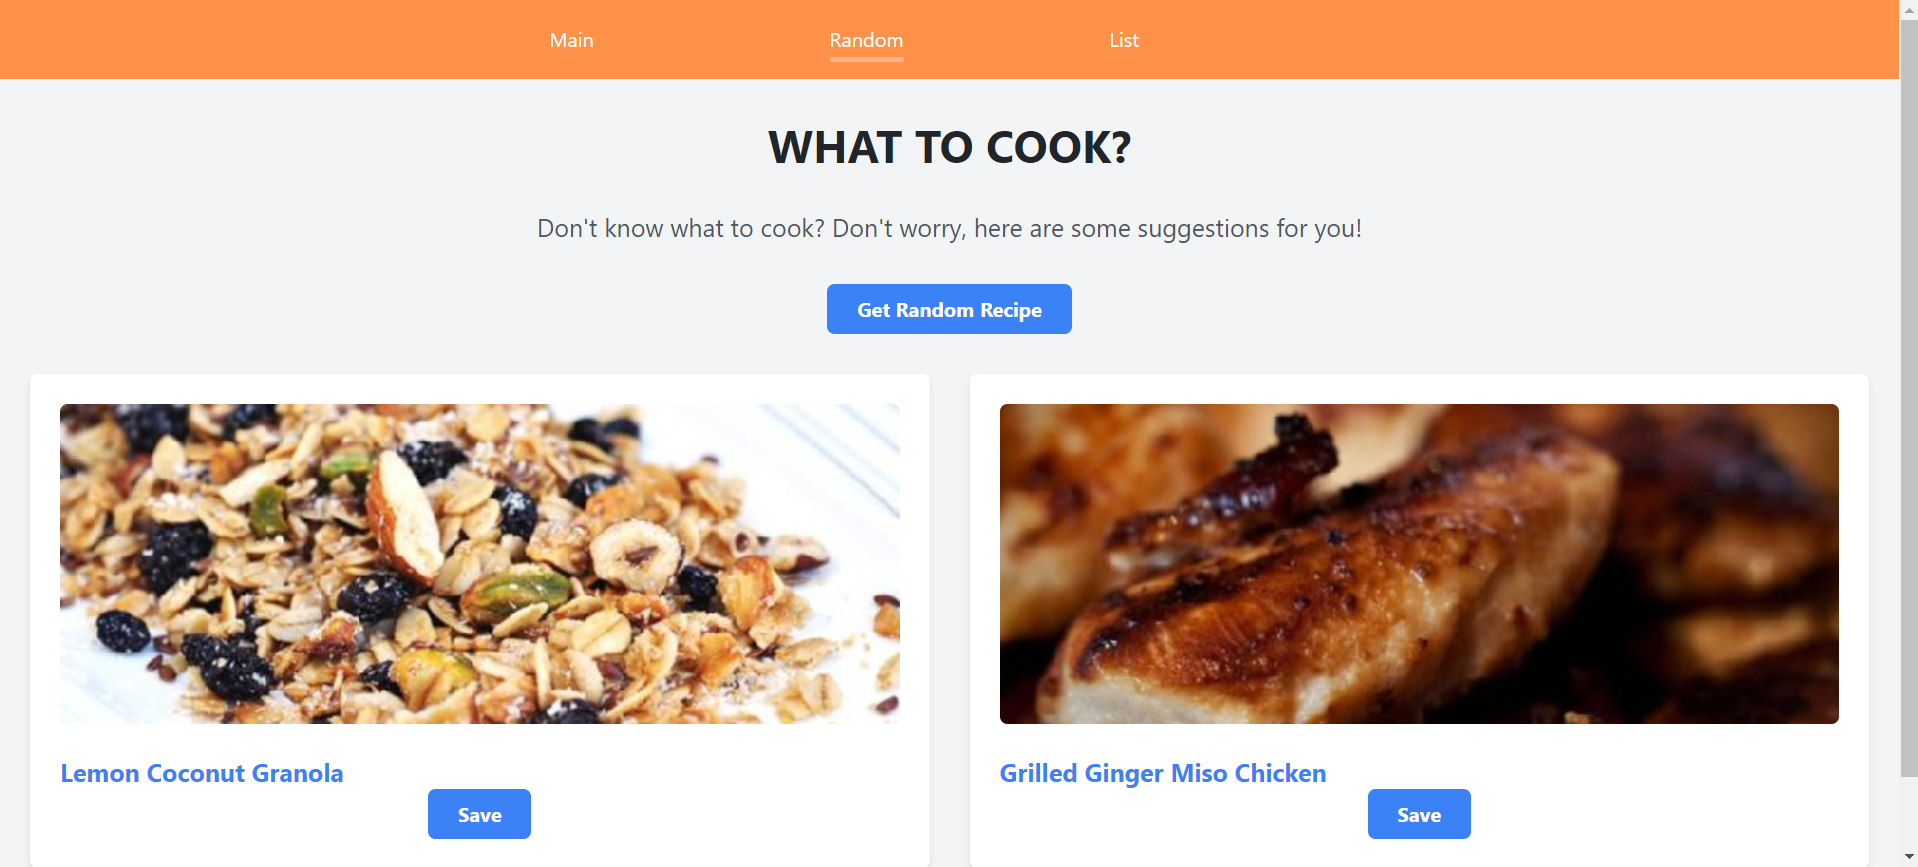 Main
Random
List
WHAT TO COOK?
Don't know what to cook? Don't worry, here are some suggestions for you!
Get Random Recipe
Lemon Coconut Granola
Save
Grilled Ginger Miso Chicken
Save